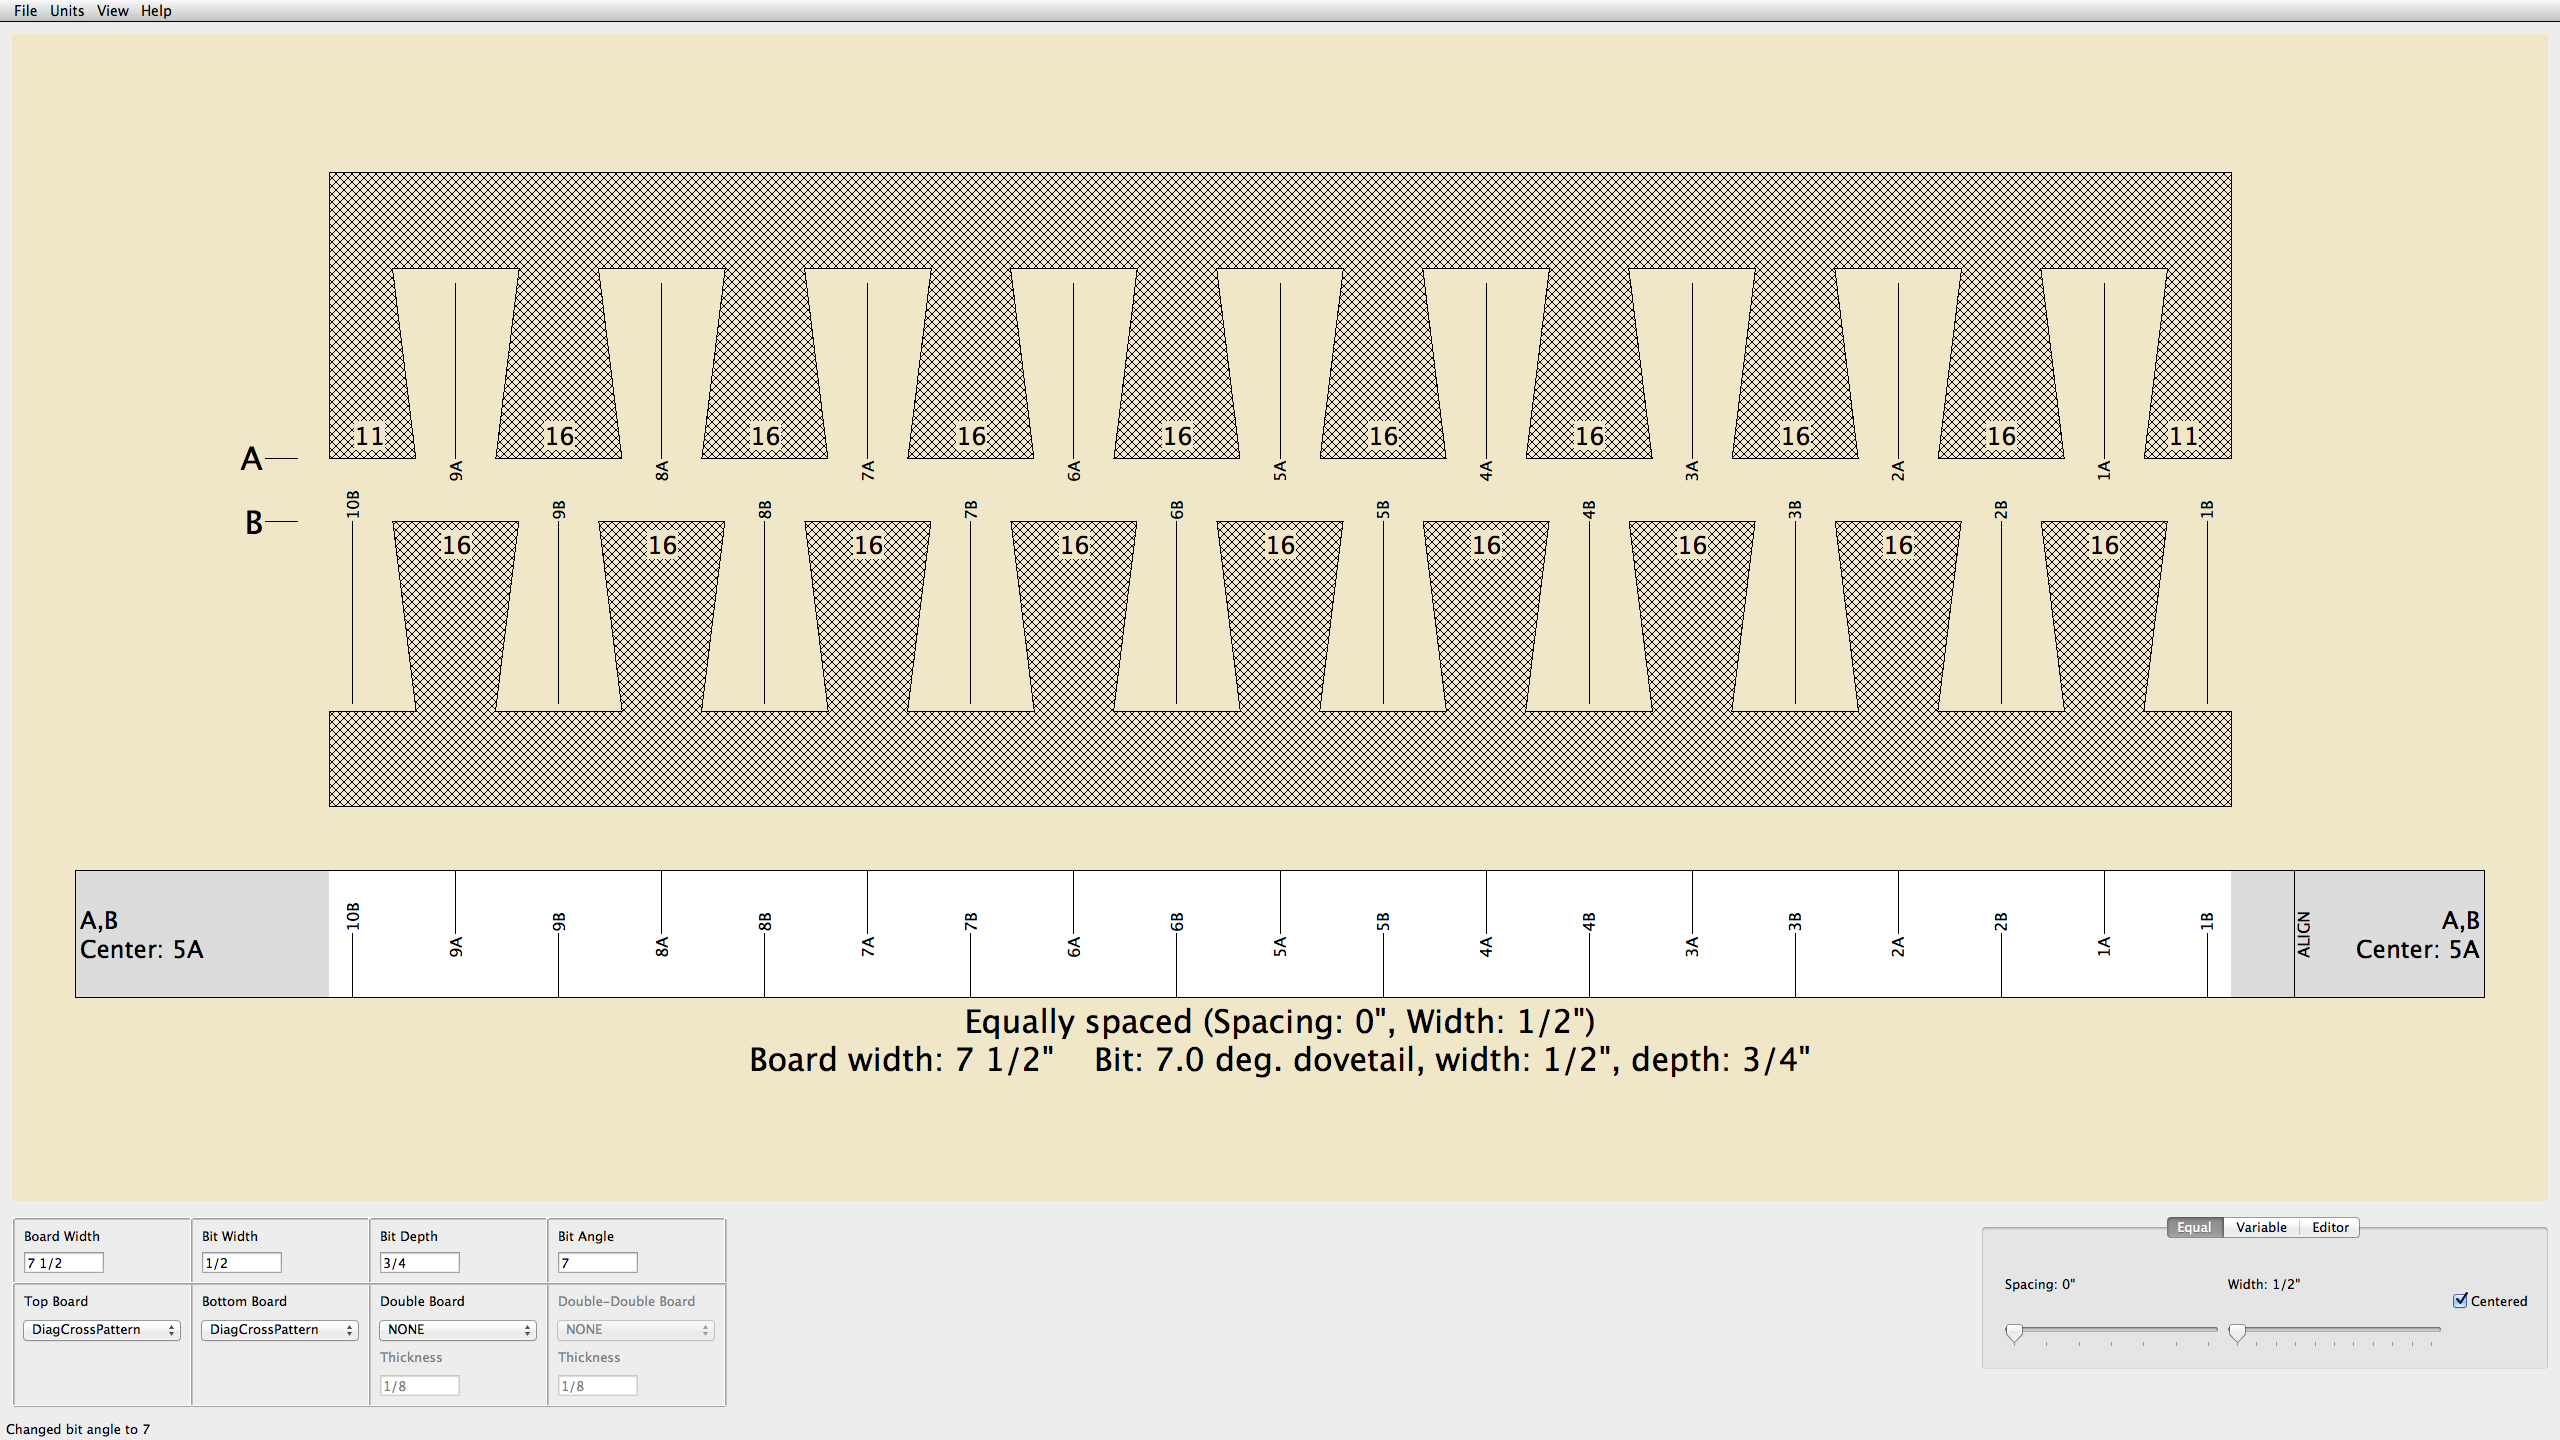 File Units View Help
11 16 16 16 16 16 16 16 16 11
A
9A 8A 7A 6A 5A 4A 3A 2A 1A
10B 9B 8B 7B 6B 5B 4B 3B 2B 1B
B
16 16 16 16 16 16 16 16 16
A,B
Center: 5A
10B 9A 9B 8A 8B 7A 7B 6A 6B 5A 5B 4A 4B 3A 3B 2A 2B 1A 1B
ALIGN
A,B
Center: 5A
Equally spaced (Spacing: 0", Width: 1/2")
Board width: 7 1/2" Bit: 7.0 deg. dovetail, width: 1/2", depth: 3/4"
Board Width Bit Width Bit Depth Bit Angle
7 1/2 1/2 3/4 7
Top Board Bottom Board Double Board Double-Double Board
DiagCrossPattern DiagCrossPattern NONE NONE
Thickness Thickness
1/8 1/8
Equal Variable Editor
Spacing: 0" Width: 1/2"
Centered
Changed bit angle to 7